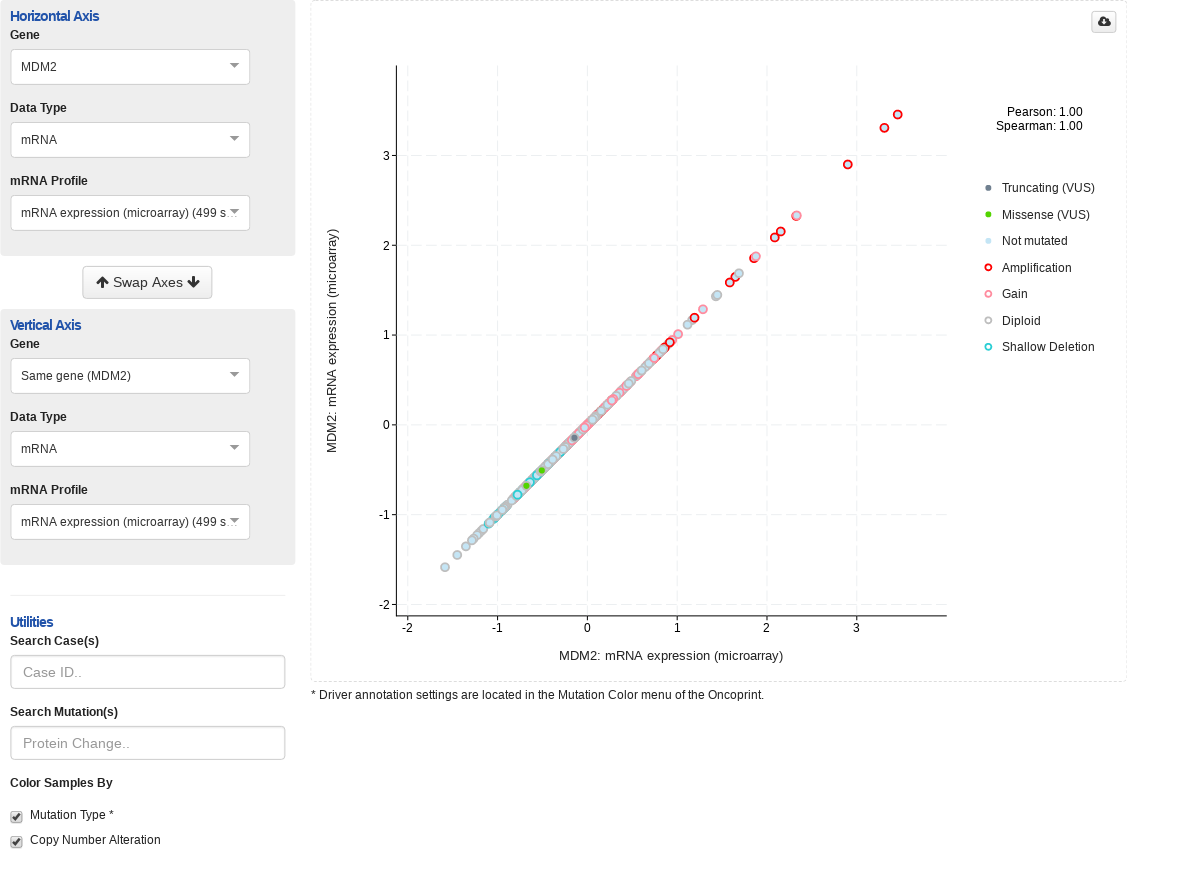 Horizontal Axis
Gene
MDM2
Data Type
mRNA
mRNA Profile
mRNA expression (microarray) (499 s...
Swap Axes
Vertical Axis
Gene
Same gene (MDM2)
Data Type
mRNA
mRNA Profile
mRNA expression (microarray) (499 s...
Utilities
Search Case(s)
Case ID..
Search Mutation(s)
Protein Change..
Color Samples By
Mutation Type *
Copy Number Alteration
MDM2: mRNA expression (microarray)
3
2
1
0
-1
-2
-2
-1
0
1
2
3
MDM2: mRNA expression (microarray)
Pearson: 1.00
Spearman: 1.00
Truncating (VUS)
Missense (VUS)
Not mutated
Amplification
Gain
Diploid
Shallow Deletion
* Driver annotation settings are located in the Mutation Color menu of the Oncoprint.